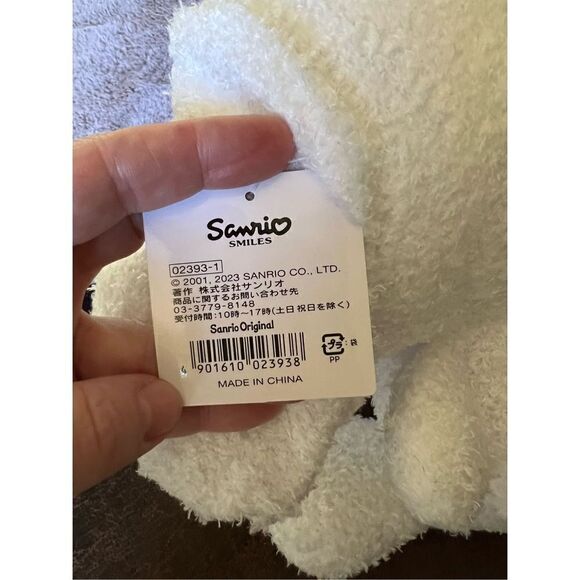 Sanrio
SMILES
02393-1
© 2001, 2023 SANRIO CO., LTD.
著作 株式会社サンリオ
商品に関するお問い合わせ先
03-3779-8148
受付時間:10時〜17時(土日祝日を除く)
Sanrio Original
4 901610 023938
プラ :袋
PP
MADE IN CHINA